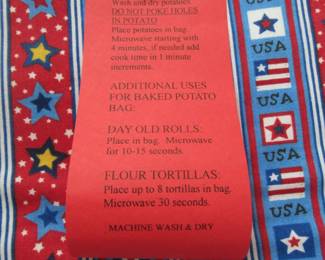 Wash and dry potatoes.
DO NOT POKE HOLES
IN POTATO
Place potatoes in bag.
Microwave starting with
4 minutes, if needed add
cook time in 1 minute
increments.
ADDITIONAL USES
FOR BAKED POTATO
BAG:
DAY OLD ROLLS:
Place in bag. Microwave
for 10-15 seconds.
FLOUR TORTILLAS:
Place up to 8 tortillas in bag.
Microwave 30 seconds.
MACHINE WASH & DRY
USA
USA
USA
USA